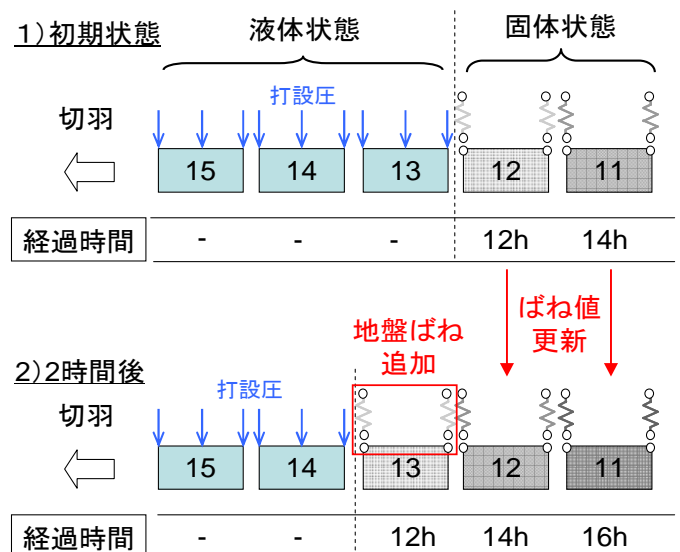 1)初期状態
液体状態
固体状態
打設圧
切羽
15
14
13
12
11
経過時間
-
-
-
12h
14h
地盤ばね
追加
ばね値
更新
2)2時間後
打設圧
切羽
15
14
13
12
11
経過時間
-
-
12h
14h
16h